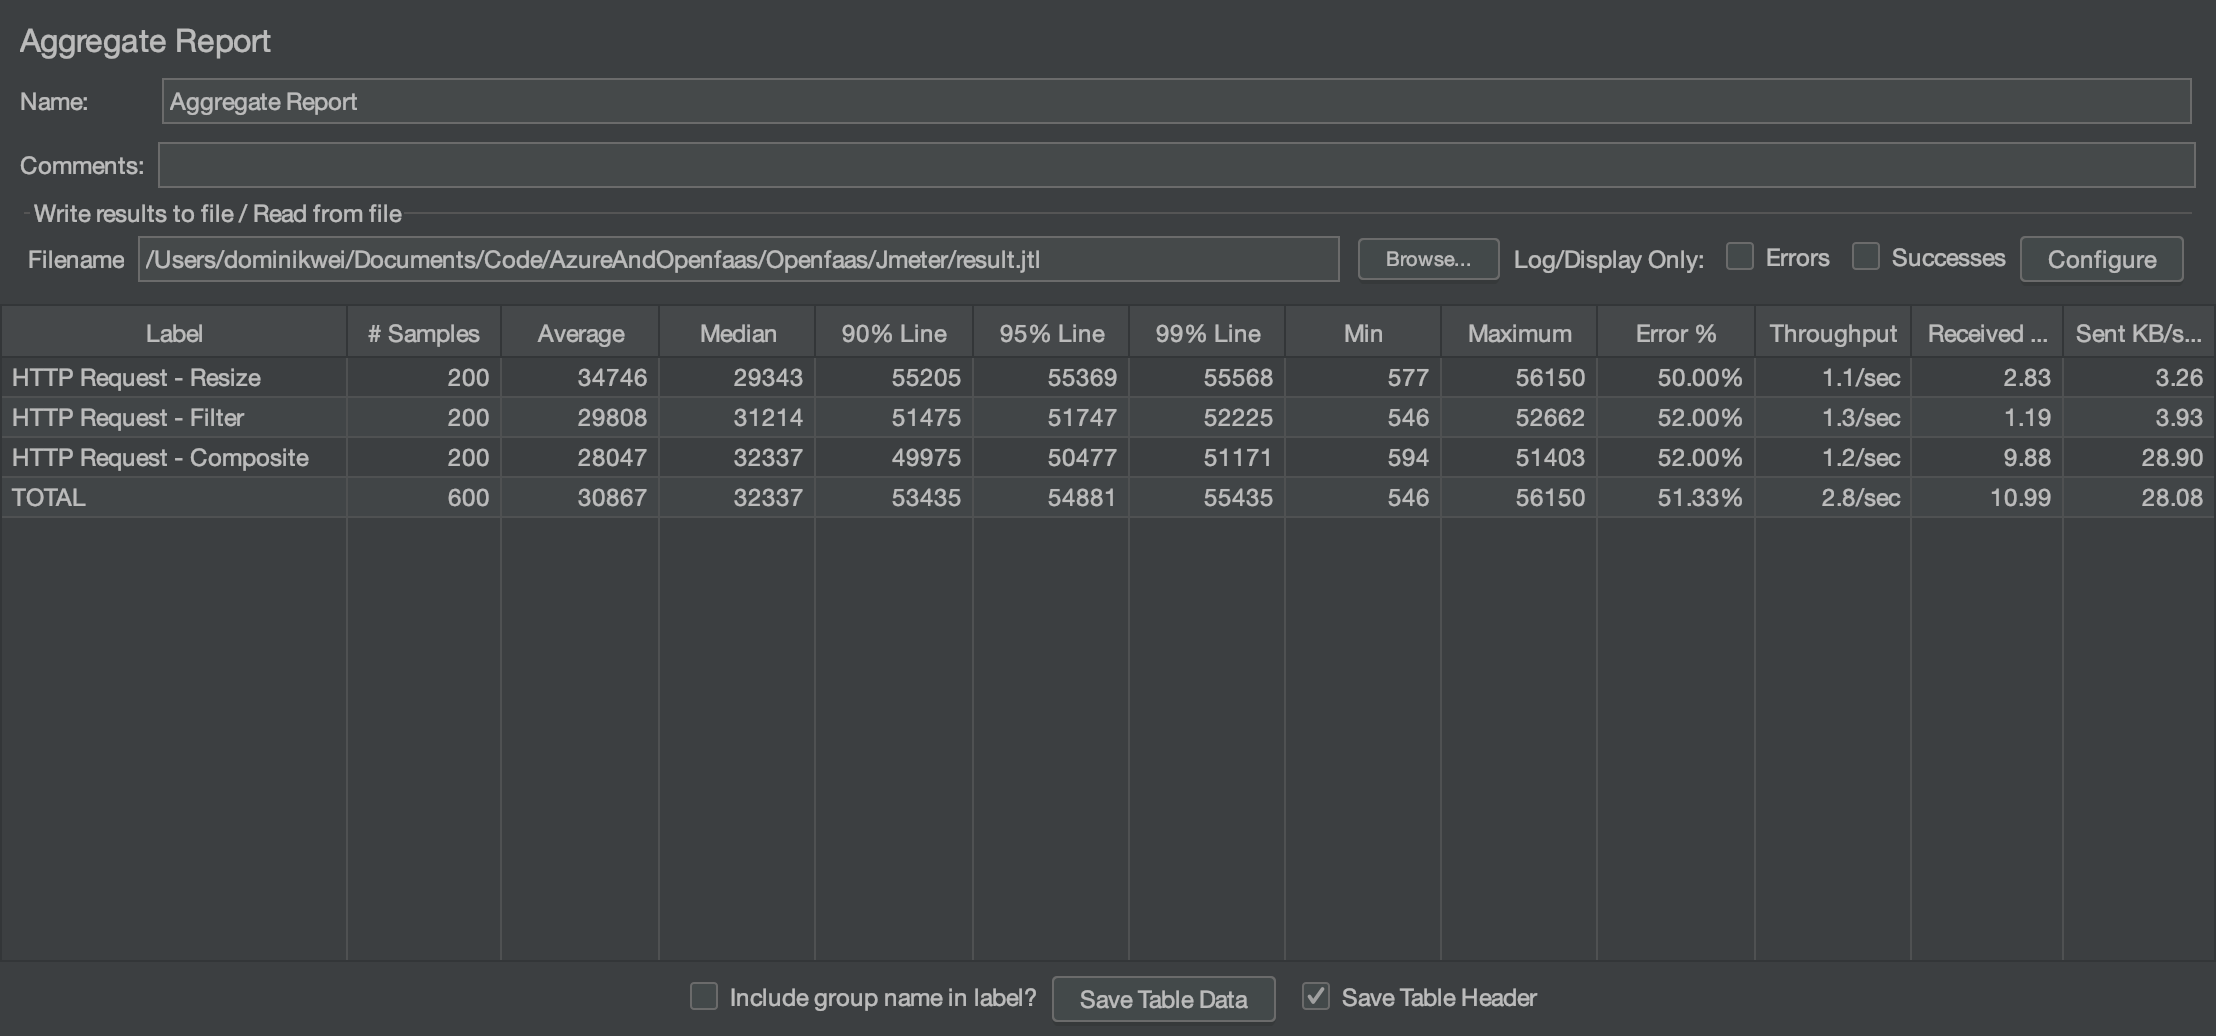 Aggregate Report
Name: Aggregate Report
Comments:
Write results to file / Read from file
Filename /Users/dominikwei/Documents/Code/AzureAndOpenfaas/Openfaas/Jmeter/result.jtl Browse... Log/Display Only: Errors Successes Configure
Label # Samples Average Median 90% Line 95% Line 99% Line Min Maximum Error % Throughput Received ... Sent KB/s...
HTTP Request - Resize 200 34746 29343 55205 55369 55568 577 56150 50.00% 1.1/sec 2.83 3.26
HTTP Request - Filter 200 29808 31214 51475 51747 52225 546 52662 52.00% 1.3/sec 1.19 3.93
HTTP Request - Composite 200 28047 32337 49975 50477 51171 594 51403 52.00% 1.2/sec 9.88 28.90
TOTAL 600 30867 32337 53435 54881 55435 546 56150 51.33% 2.8/sec 10.99 28.08
Include group name in label? Save Table Data Save Table Header